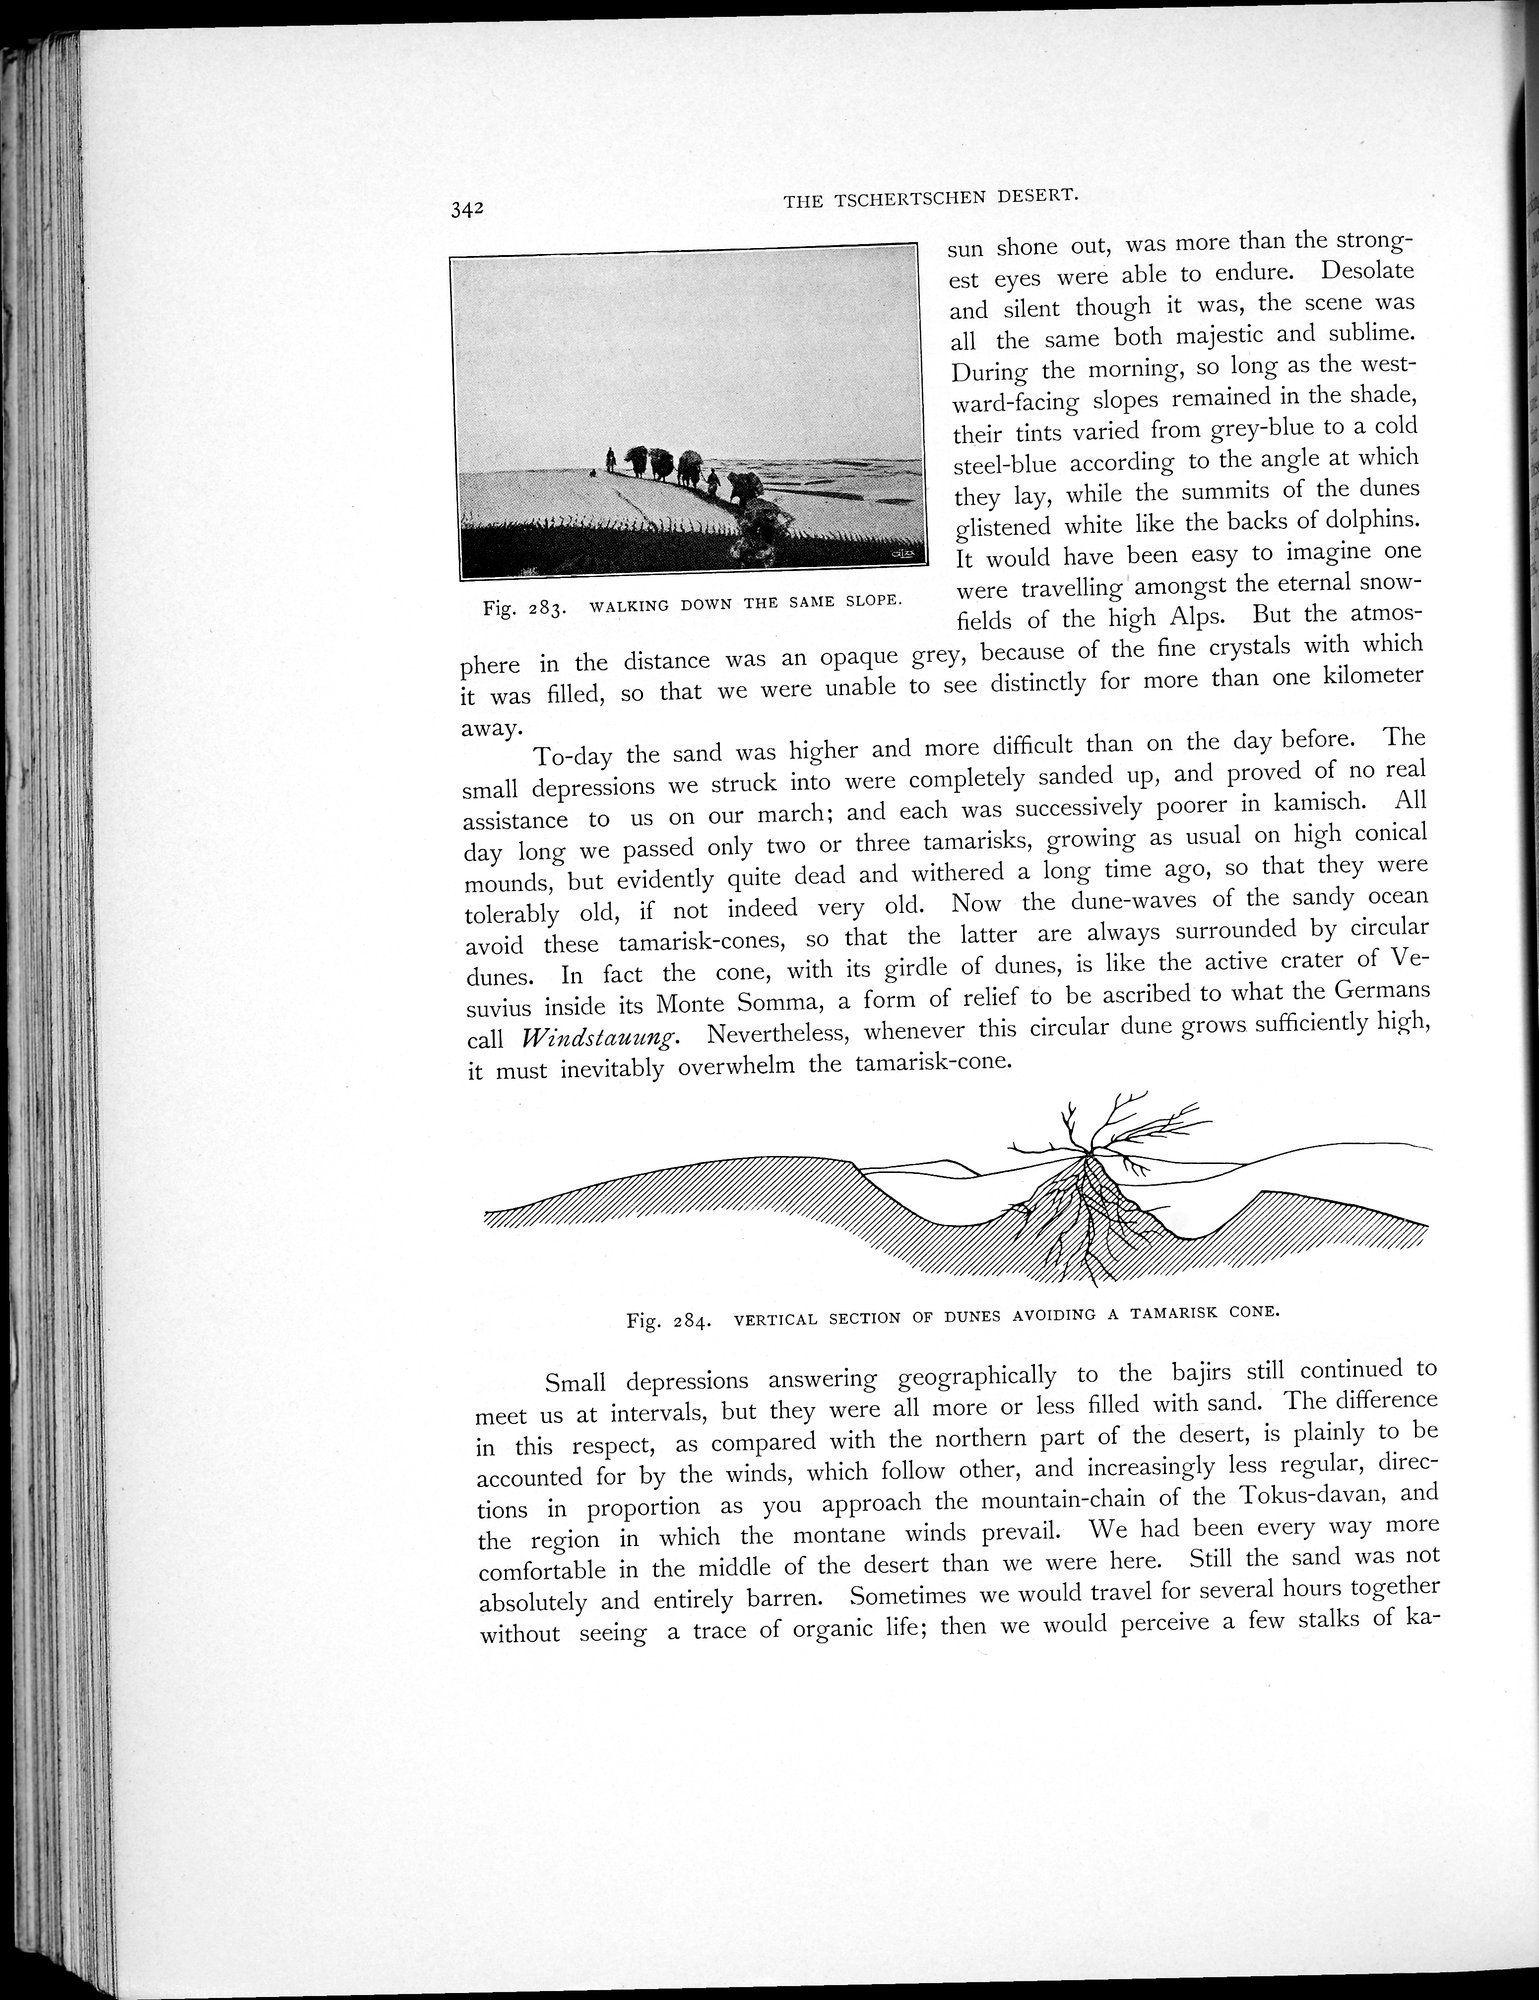 342
THE TSCHERTSCHEN DESERT.
sun shone out, was more than the strong-
est eyes were able to endure. Desolate
and silent though it was, the scene was
all the same both majestic and sublime.
During the morning, so long as the west-
ward-facing slopes remained in the shade,
their tints varied from grey-blue to a cold
steel-blue according to the angle at which
they lay, while the summits of the dunes
glistened white like the backs of dolphins.
It would have been easy to imagine one
were travelling amongst the eternal snow-
fields of the high Alps. But the atmos-
Fig. 283. WALKING DOWN THE SAME SLOPE.
phere in the distance was an opaque grey, because of the fine crystals with which
it was filled, so that we were unable to see distinctly for more than one kilometer
away.
To-day the sand was higher and more difficult than on the day before. The
small depressions we struck into were completely sanded up, and proved of no real
assistance to us on our march; and each was successively poorer in kamisch. All
day long we passed only two or three tamarisks, growing as usual on high conical
mounds, but evidently quite dead and withered a long time ago, so that they were
tolerably old, if not indeed very old. Now the dune-waves of the sandy ocean
avoid these tamarisk-cones, so that the latter are always surrounded by circular
dunes. In fact the cone, with its girdle of dunes, is like the active crater of Ve-
suvius inside its Monte Somma, a form of relief to be ascribed to what the Germans
call Windstauung. Nevertheless, whenever this circular dune grows sufficiently high,
it must inevitably overwhelm the tamarisk-cone.
Fig. 284. VERTICAL SECTION OF DUNES AVOIDING A TAMARISK CONE.
Small depressions answering geographically to the bajirs still continued to
meet us at intervals, but they were all more or less filled with sand. The difference
in this respect, as compared with the northern part of the desert, is plainly to be
accounted for by the winds, which follow other, and increasingly less regular, direc-
tions in proportion as you approach the mountain-chain of the Tokus-davan, and
the region in which the montane winds prevail. We had been every way more
comfortable in the middle of the desert than we were here. Still the sand was not
absolutely and entirely barren. Sometimes we would travel for several hours together
without seeing a trace of organic life; then we would perceive a few stalks of ka-